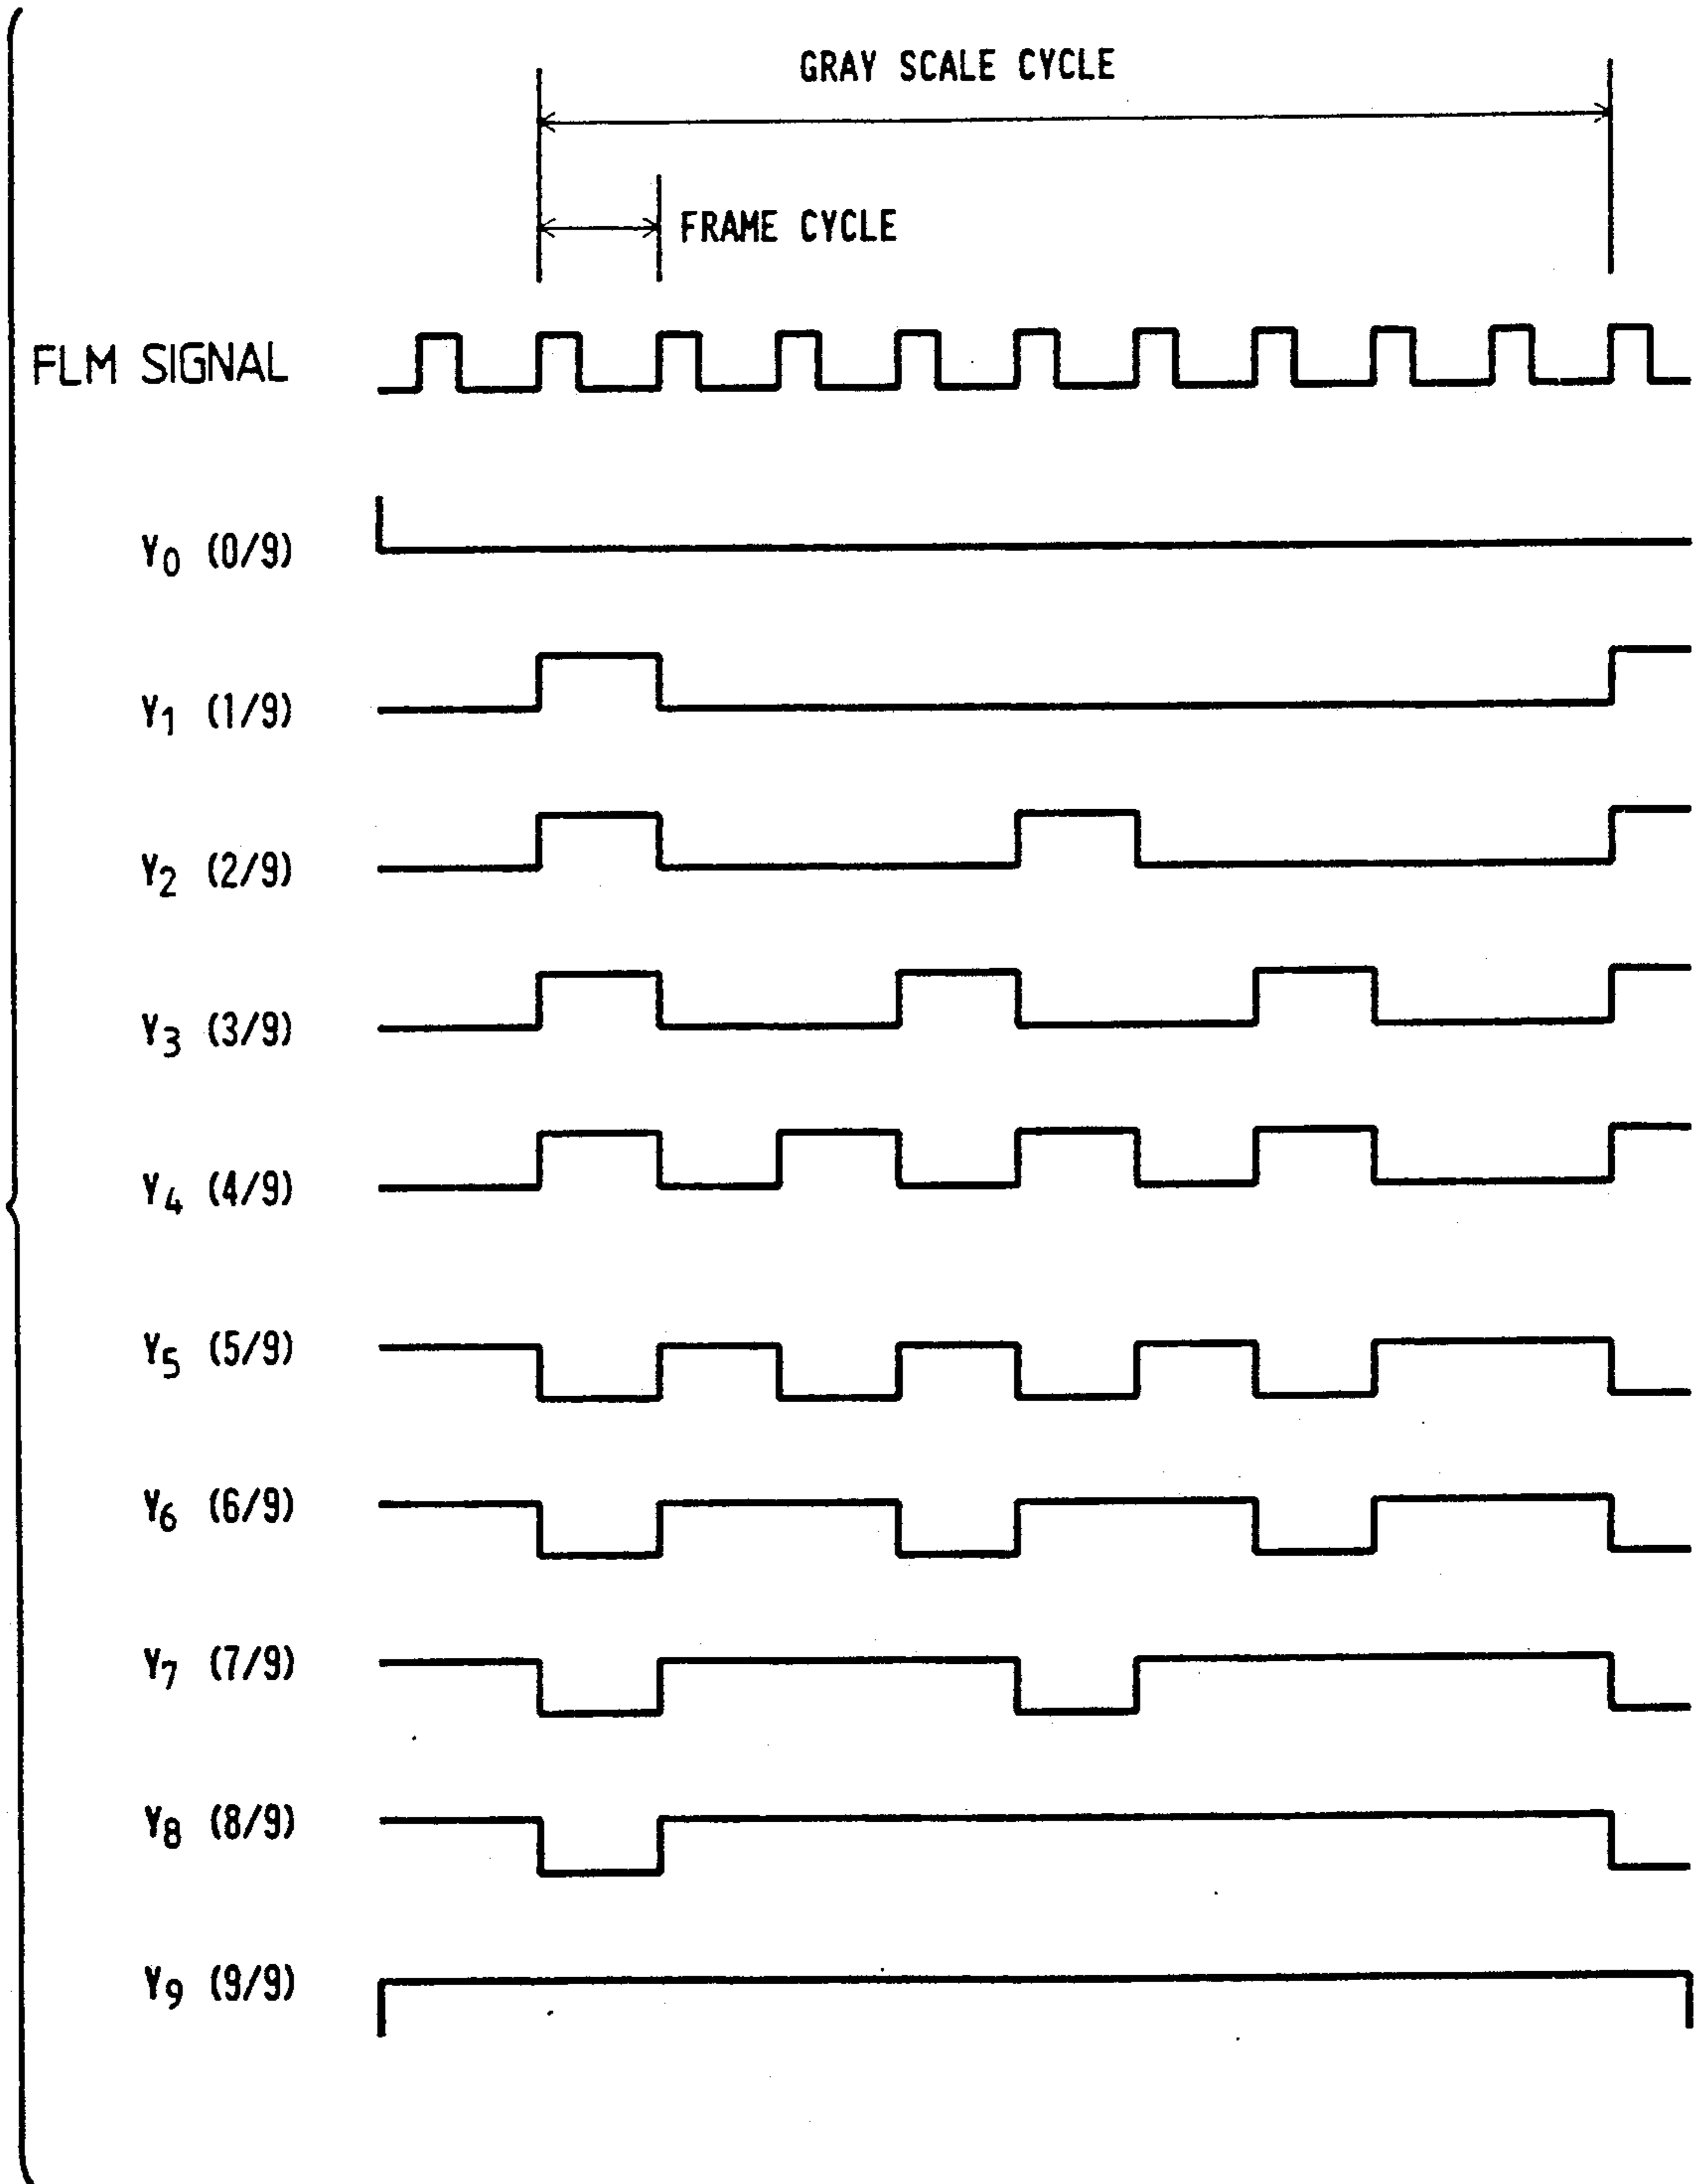 GRAY SCALE CYCLE
FRAME CYCLE
FLM SIGNAL
Y0 (0/9)
Y1 (1/9)
Y2 (2/9)
Y3 (3/9)
Y4 (4/9)
Y5 (5/9)
Y6 (6/9)
Y7 (7/9)
Y8 (8/9)
Y9 (9/9)